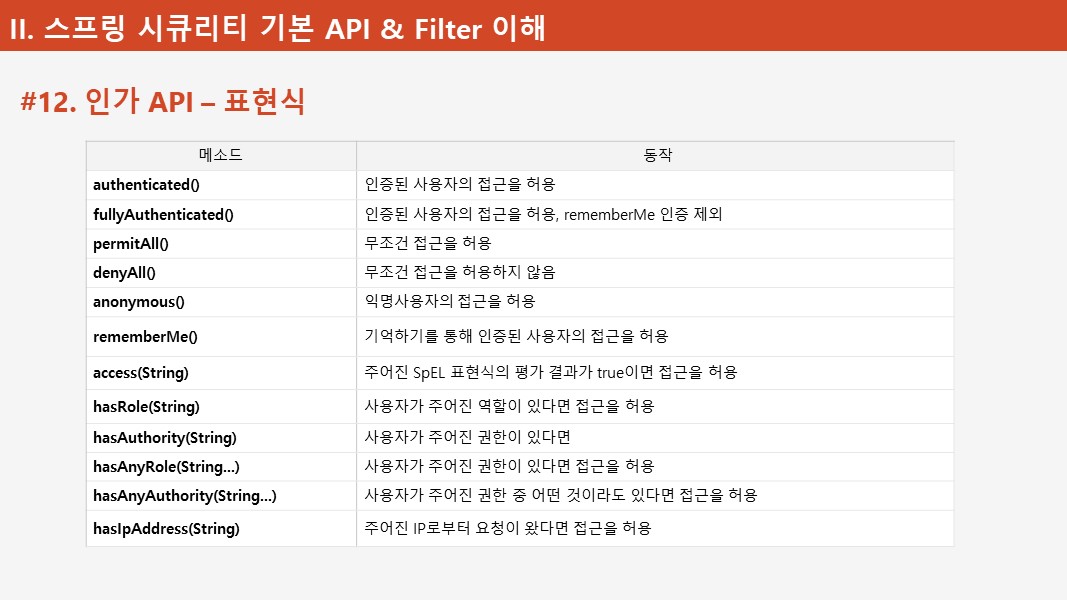 II. 스프링 시큐리티 기본 API & Filter 이해
#12. 인가 API – 표현식
메소드 동작
authenticated() 인증된 사용자의 접근을 허용
fullyAuthenticated() 인증된 사용자의 접근을 허용, rememberMe 인증 제외
permitAll() 무조건 접근을 허용
denyAll() 무조건 접근을 허용하지 않음
anonymous() 익명사용자의 접근을 허용
rememberMe() 기억하기를 통해 인증된 사용자의 접근을 허용
access(String) 주어진 SpEL 표현식의 평가 결과가 true이면 접근을 허용
hasRole(String) 사용자가 주어진 역할이 있다면 접근을 허용
hasAuthority(String) 사용자가 주어진 권한이 있다면
hasAnyRole(String...) 사용자가 주어진 권한이 있다면 접근을 허용
hasAnyAuthority(String...) 사용자가 주어진 권한 중 어떤 것이라도 있다면 접근을 허용
hasIpAddress(String) 주어진 IP로부터 요청이 왔다면 접근을 허용